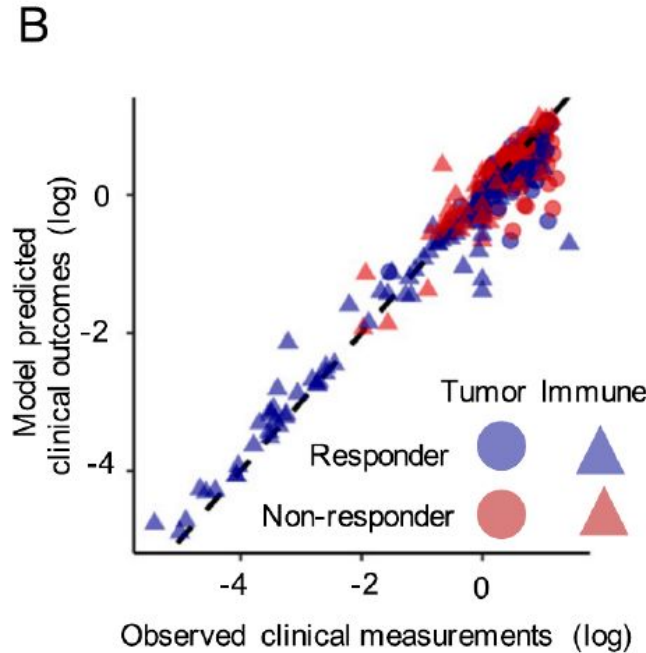 B
Model predicted
clinical outcomes (log)
0
-2
-4
Tumor Immune
Responder
Non-responder
-4 -2 0
Observed clinical measurements (log)